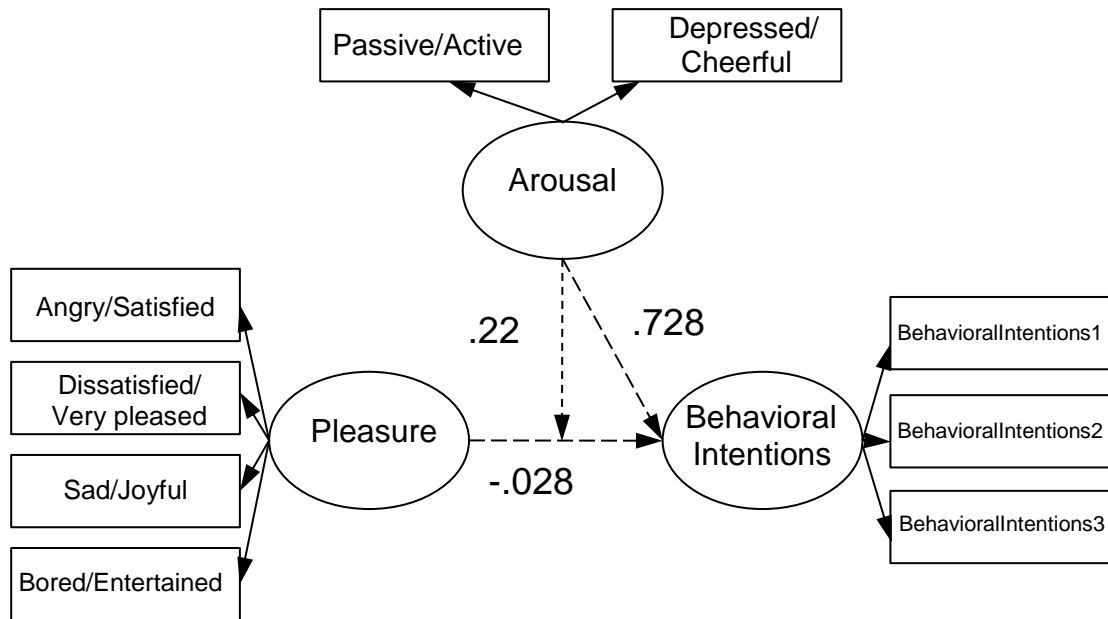 Passive/Active
Depressed/
Cheerful
Arousal
Angry/Satisfied
.22
.728
BehavioralIntentions1
Dissatisfied/
Very pleased
Pleasure
Behavioral
Intentions
BehavioralIntentions2
-.028
Sad/Joyful
BehavioralIntentions3
Bored/Entertained